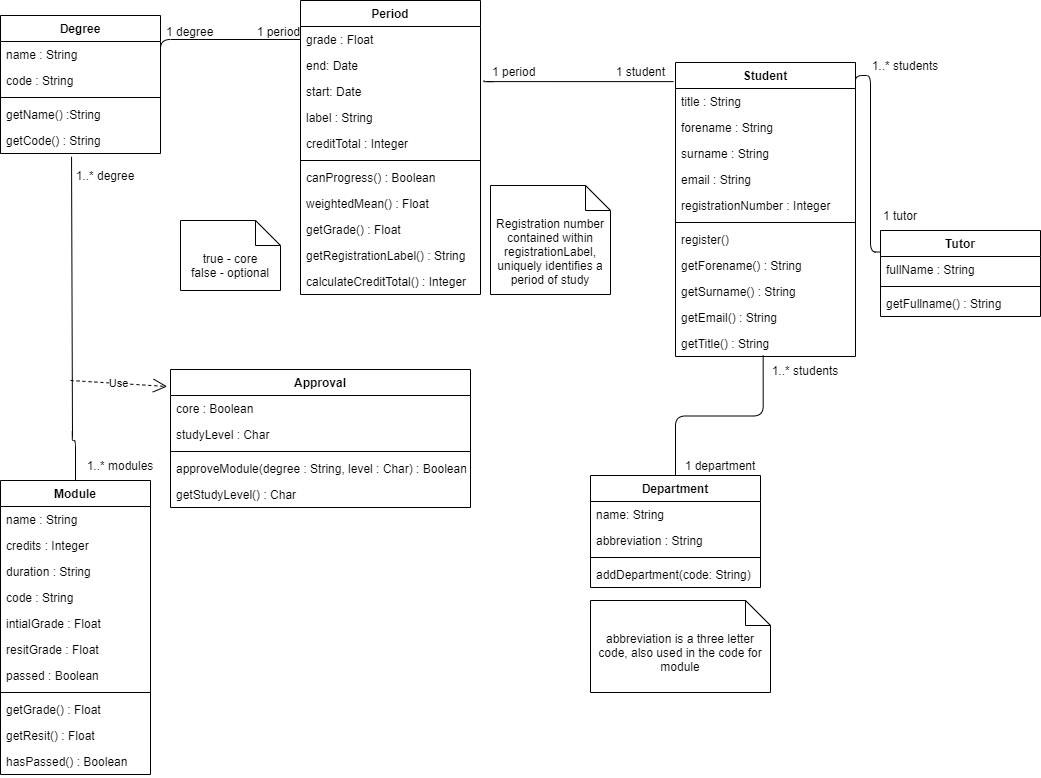 Degree
name : String
code : String
getName() :String
getCode() : String
1 degree
1 period
Period
grade : Float
end: Date
start: Date
label : String
creditTotal : Integer
canProgress() : Boolean
weightedMean() : Float
getGrade() : Float
getRegistrationLabel() : String
calculateCreditTotal() : Integer
1 period
1 student
Student
title : String
forename : String
surname : String
email : String
registrationNumber : Integer
register()
getForename() : String
getSurname() : String
getEmail() : String
getTitle() : String
1..* students
1 tutor
Tutor
fullName : String
getFullname() : String
1..* degree
true - core
false - optional
Registration number
contained within
registrationLabel,
uniquely identifies a
period of study
Use
Approval
core : Boolean
studyLevel : Char
approveModule(degree : String, level : Char) : Boolean
getStudyLevel() : Char
1..* students
1 department
Department
name: String
abbreviation : String
addDepartment(code: String)
abbreviation is a three letter
code, also used in the code for
module
1..* modules
Module
name : String
credits : Integer
duration : String
code : String
intialGrade : Float
resitGrade : Float
passed : Boolean
getGrade() : Float
getResit() : Float
hasPassed() : Boolean